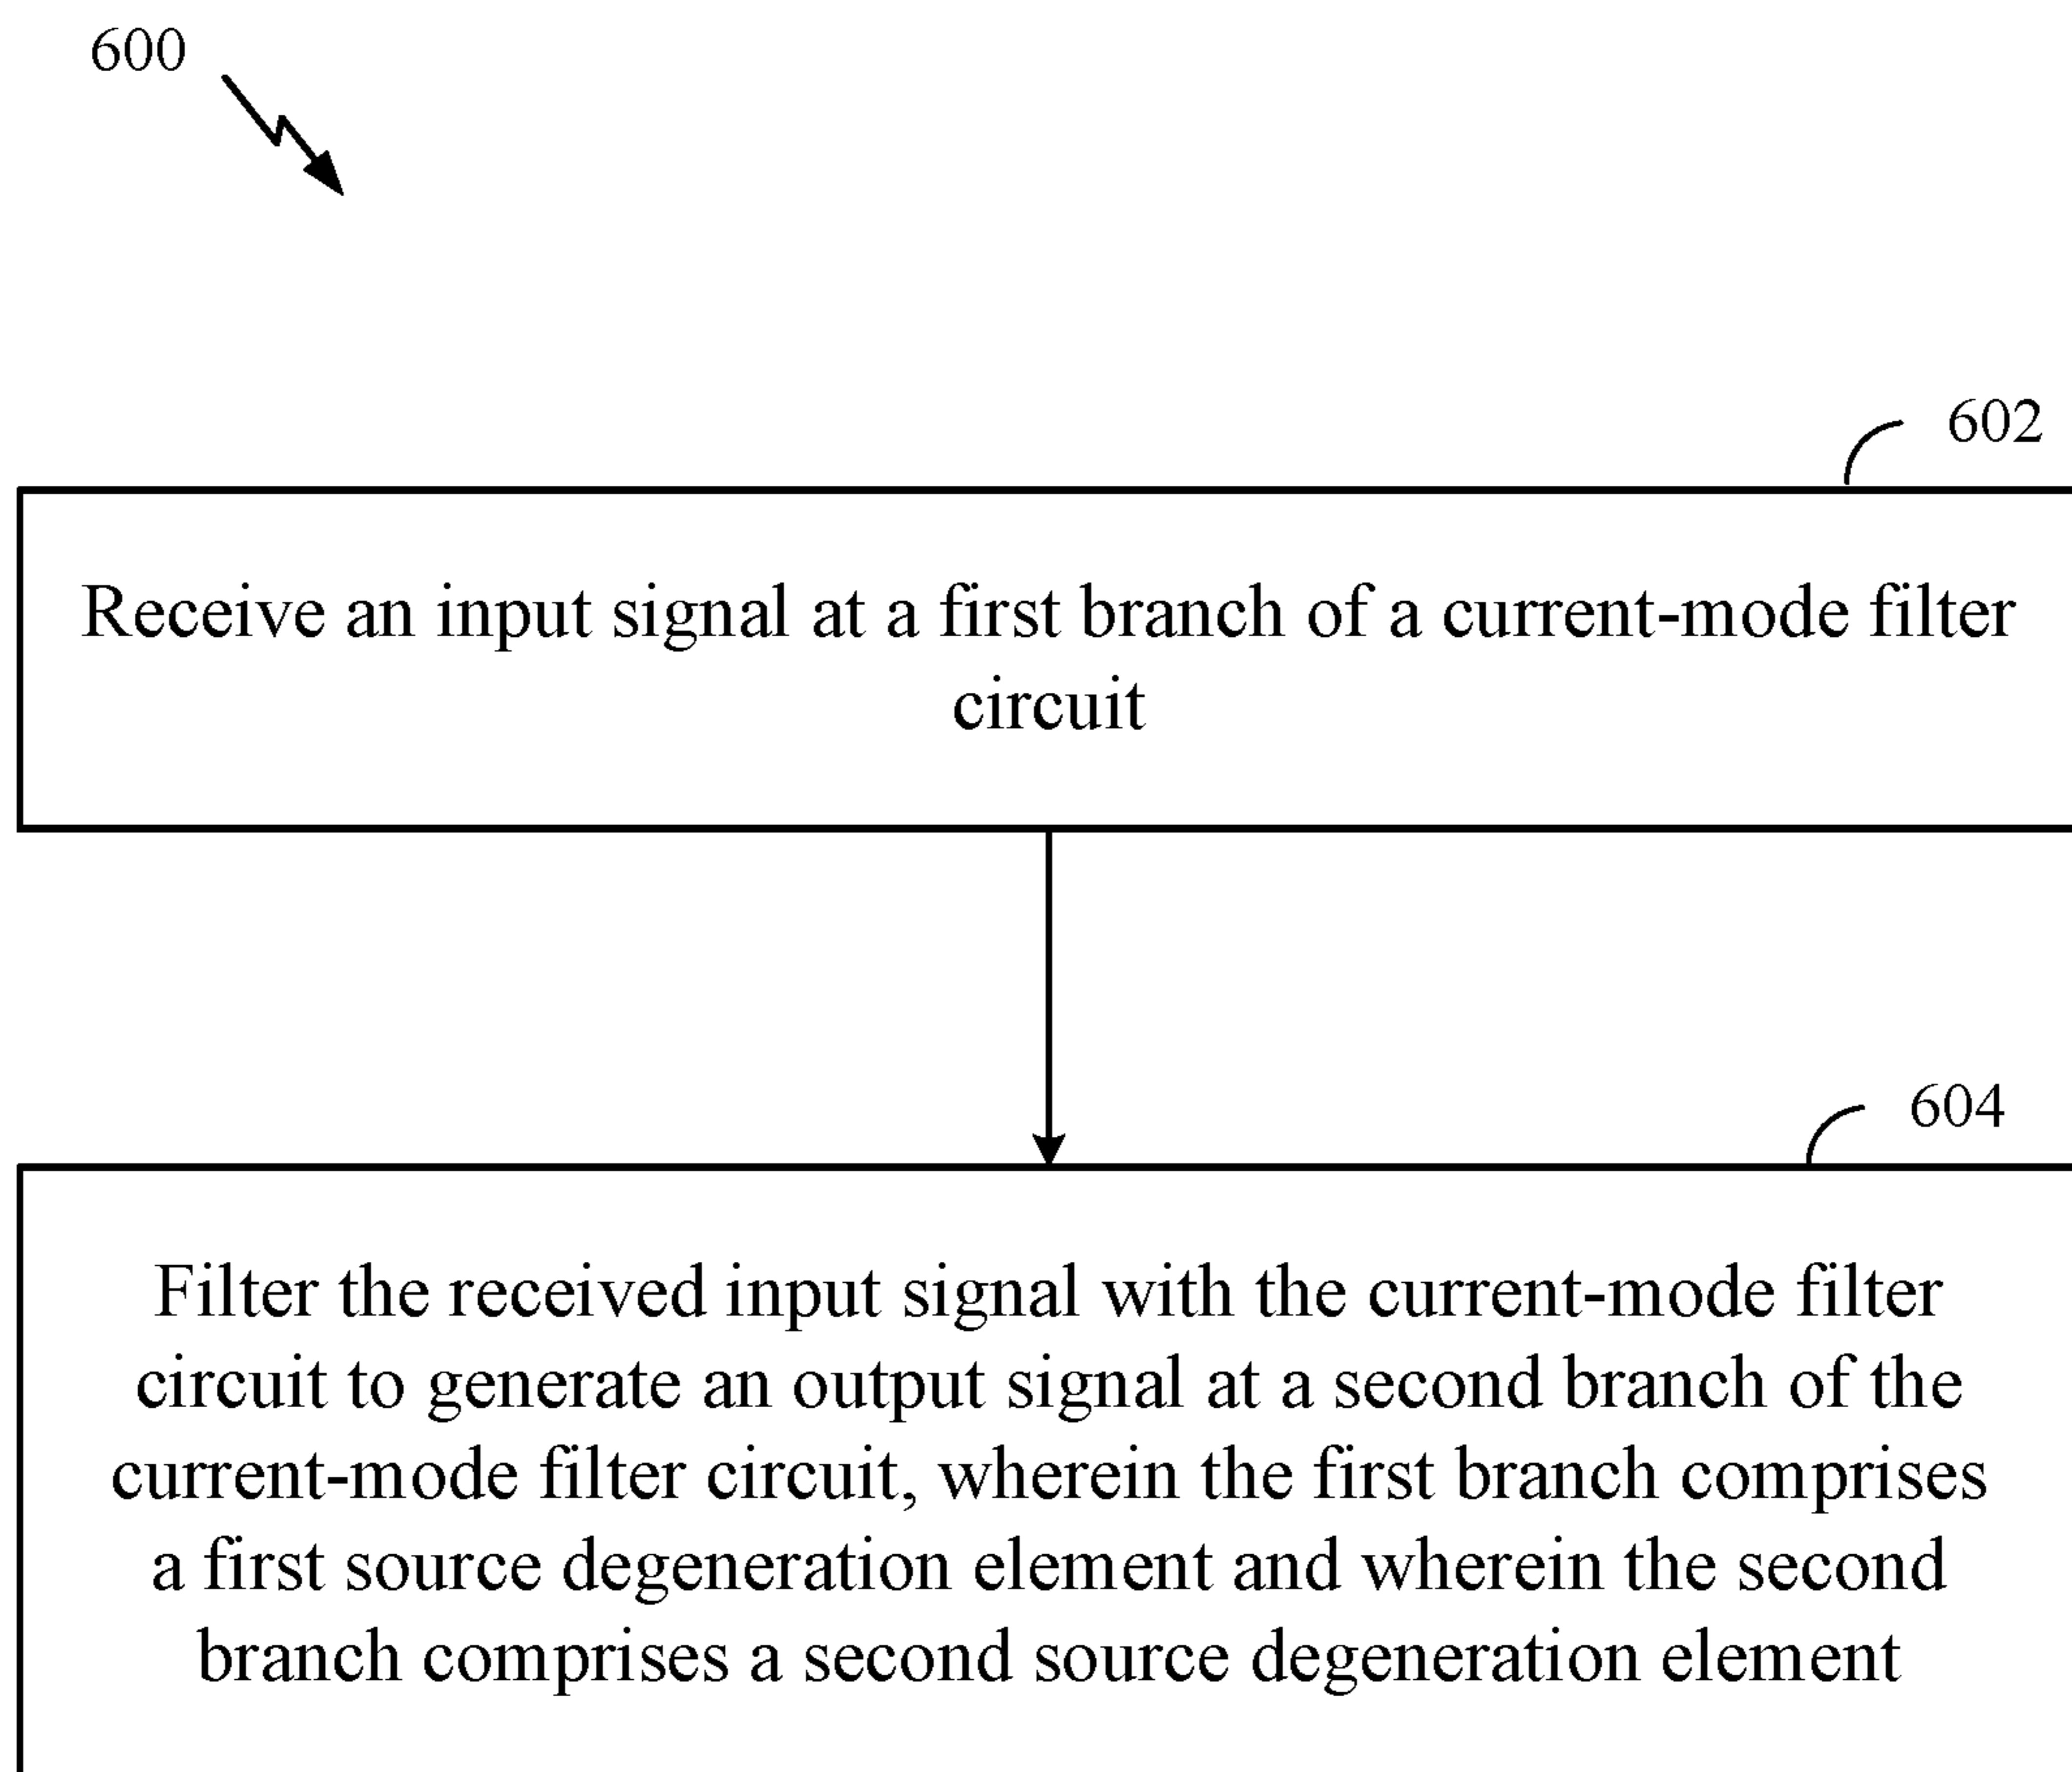 600
602
Receive an input signal at a first branch of a current-mode filter
circuit
604
Filter the received input signal with the current-mode filter
circuit to generate an output signal at a second branch of the
current-mode filter circuit, wherein the first branch comprises
a first source degeneration element and wherein the second
branch comprises a second source degeneration element